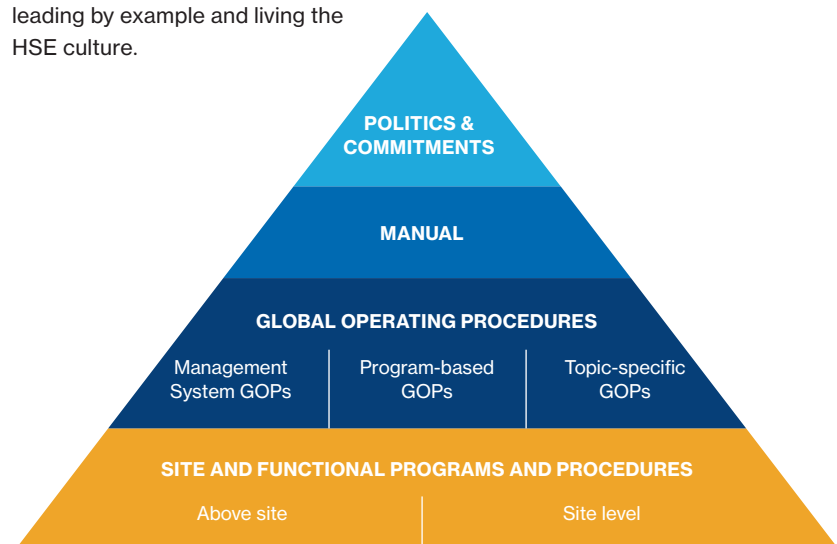 leading by example and living the
HSE culture.
POLITICS &
COMMITMENTS
MANUAL
GLOBAL OPERATING PROCEDURES
Management
System GOPs
Program-based
GOPs
Topic-specific
GOPs
SITE AND FUNCTIONAL PROGRAMS AND PROCEDURES
Above site
Site level